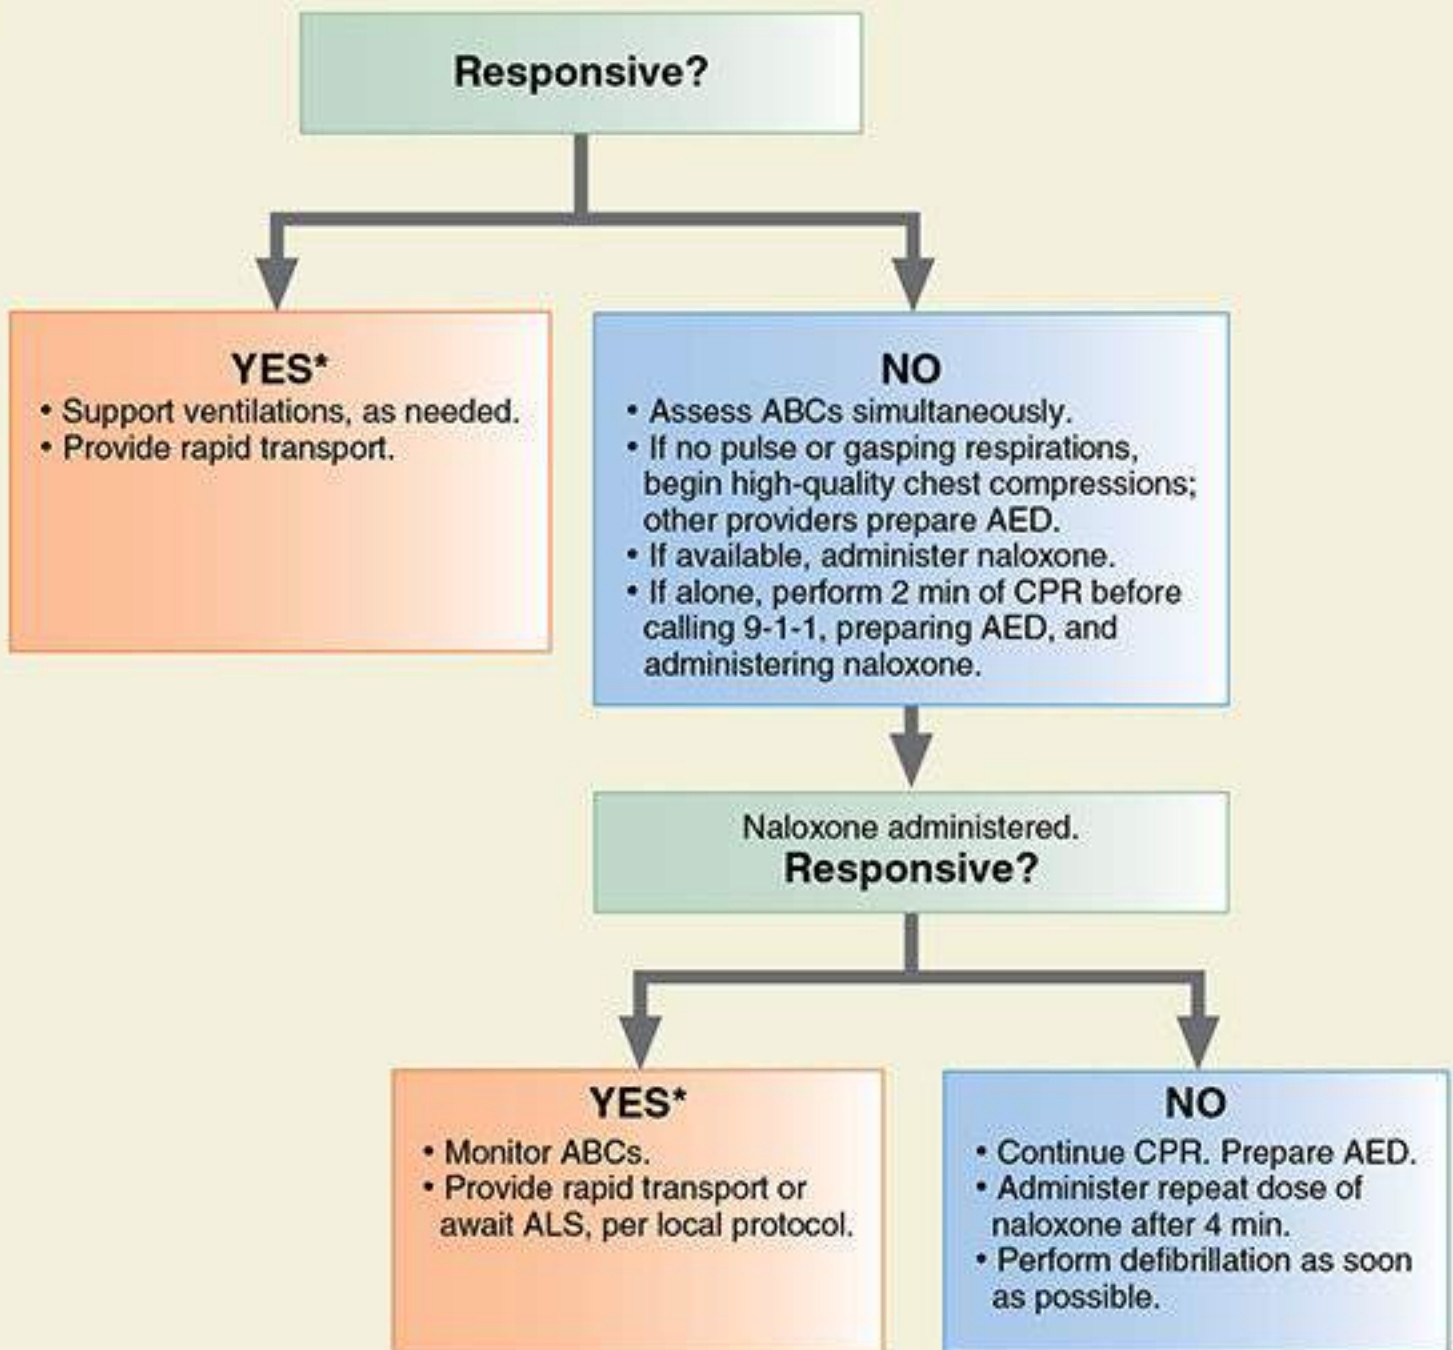 Responsive?
YES*
• Support ventilations, as needed.
• Provide rapid transport.
NO
• Assess ABCs simultaneously.
• If no pulse or gasping respirations,
begin high-quality chest compressions;
other providers prepare AED.
• If available, administer naloxone.
• If alone, perform 2 min of CPR before
calling 9-1-1, preparing AED, and
administering naloxone.
Naloxone administered.
Responsive?
YES*
• Monitor ABCs.
• Provide rapid transport or
await ALS, per local protocol.
NO
• Continue CPR. Prepare AED.
• Administer repeat dose of
naloxone after 4 min.
• Perform defibrillation as soon
as possible.